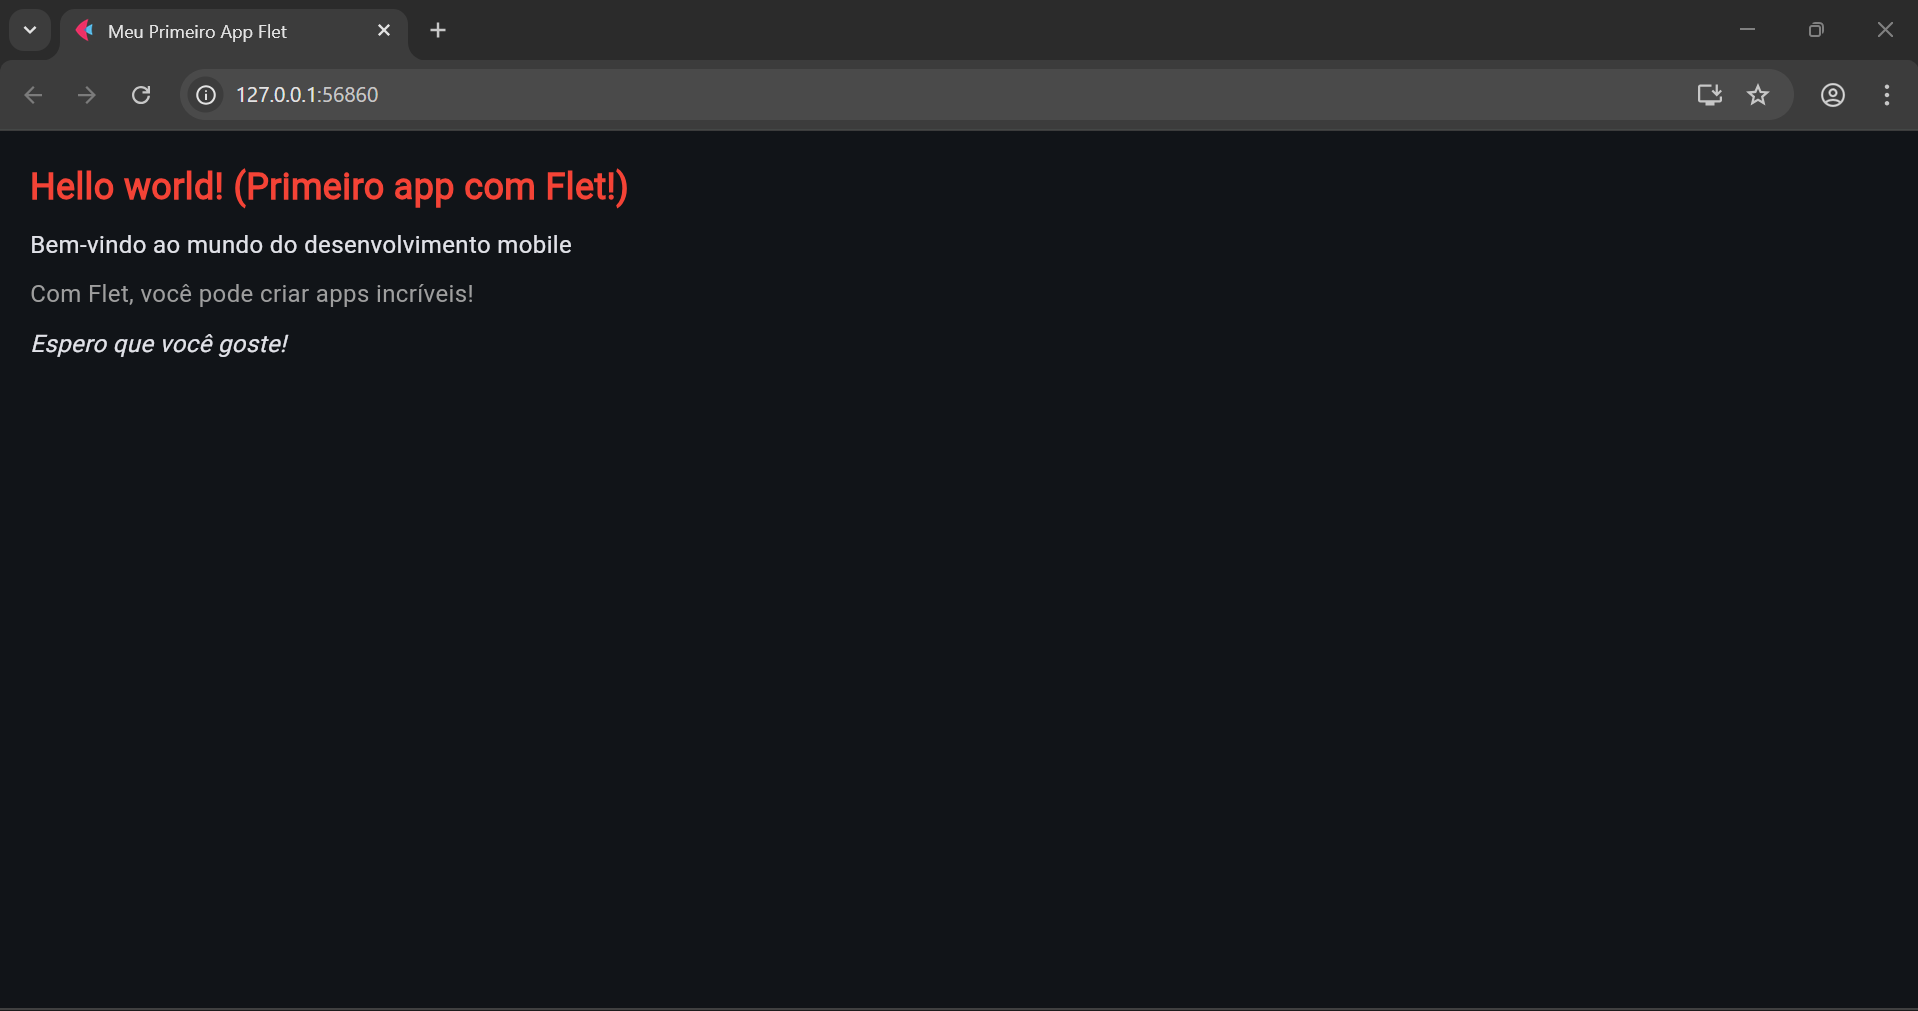 Meu Primeiro App Flet
127.0.0.1:56860
Hello world! (Primeiro app com Flet!)
Bem-vindo ao mundo do desenvolvimento mobile
Com Flet, você pode criar apps incríveis!
Espero que você goste!